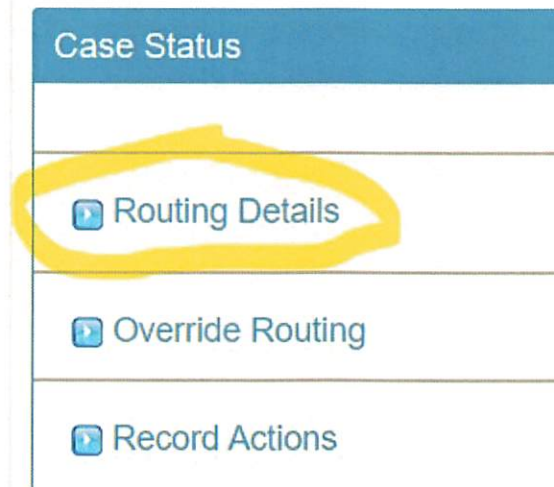 Case Status
Routing Details
Override Routing
Record Actions